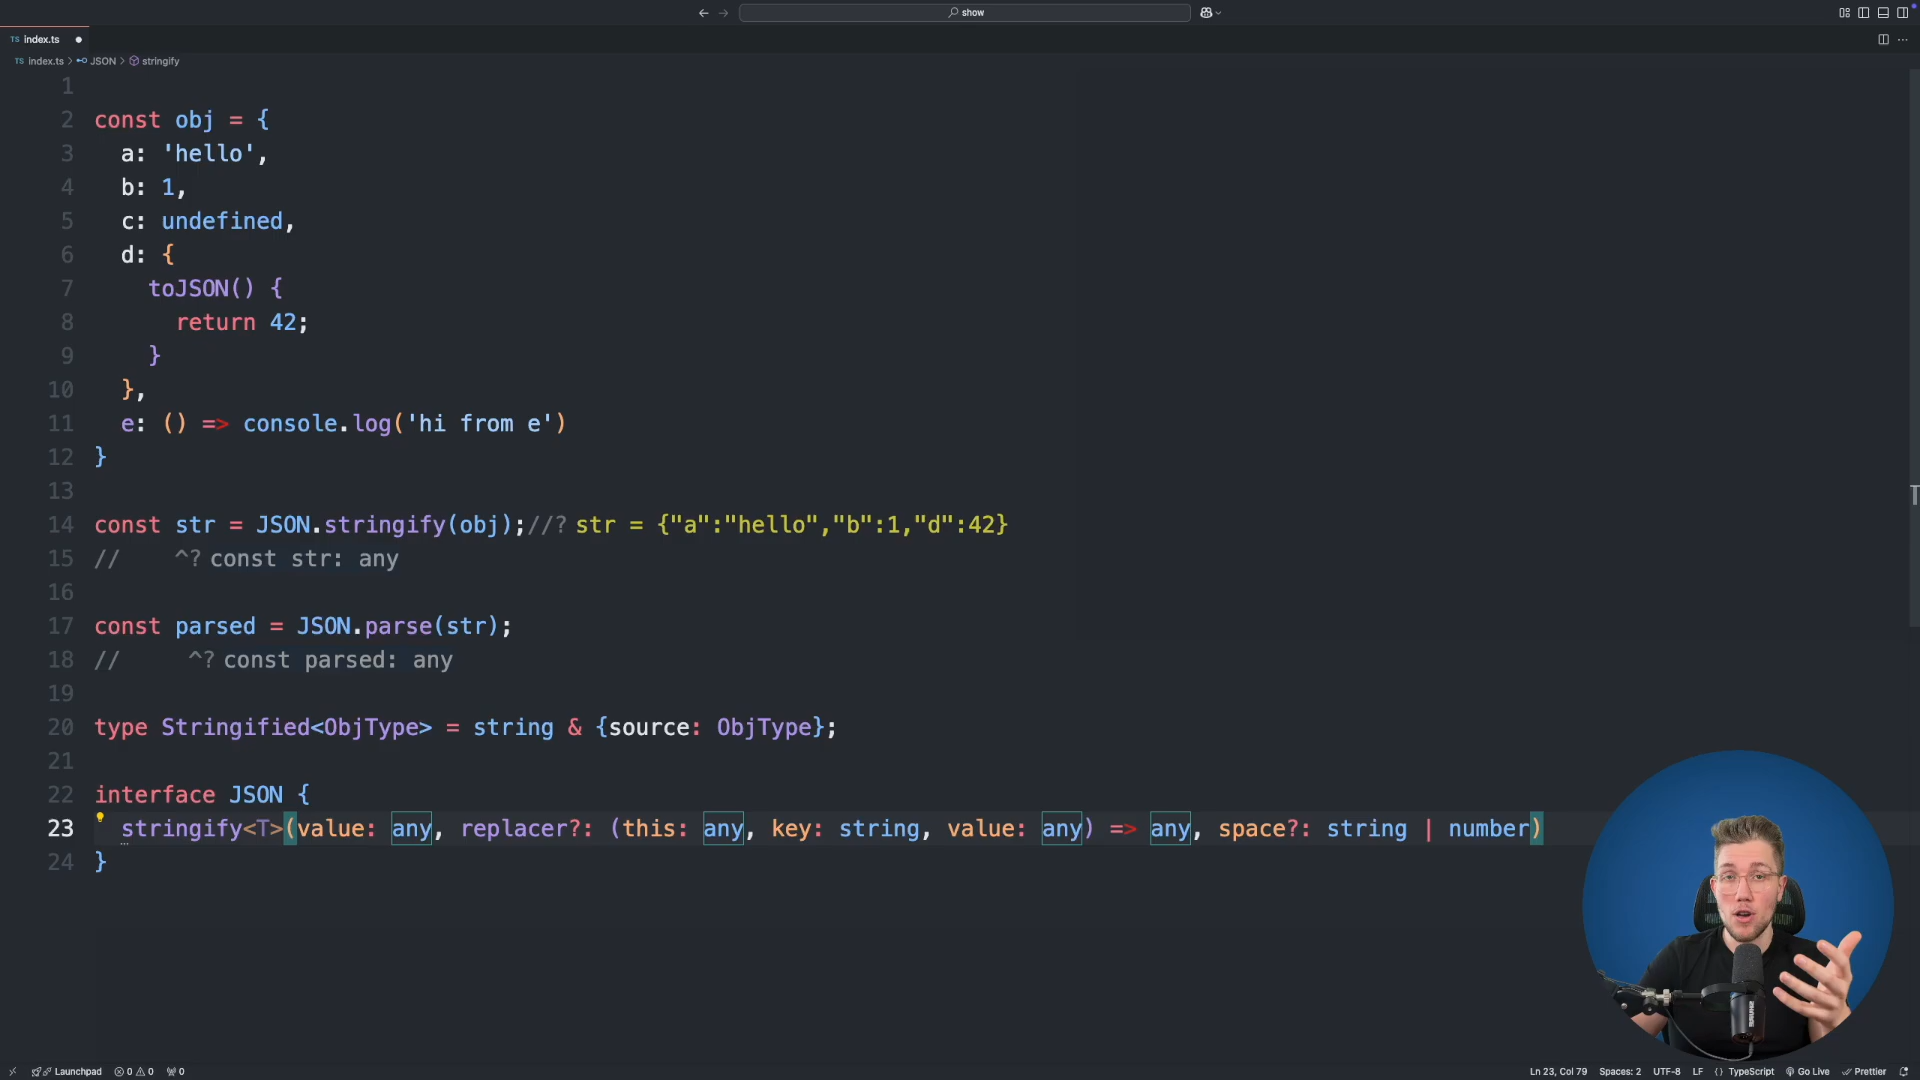 show
TS index.ts
TS index.ts > JSON > stringify
1
2 const obj = {
3 a: 'hello',
4 b: 1,
5 c: undefined,
6 d: {
7 toJSON() {
8 return 42;
9 }
10 },
11 e: () => console.log('hi from e')
12 }
13
14 const str = JSON.stringify(obj);//? str = {"a":"hello","b":1,"d":42}
15 // ^? const str: any
16
17 const parsed = JSON.parse(str);
18 // ^? const parsed: any
19
20 type Stringified<ObjType> = string & {source: ObjType};
21
22 interface JSON {
23 stringify<T>(value: any, replacer?: (this: any, key: string, value: any) => any, space?: string | number)
24 }
Launchpad 0 0 0 Ln 23, Col 79 Spaces: 2 UTF-8 LF { } TypeScript Go Live Prettier